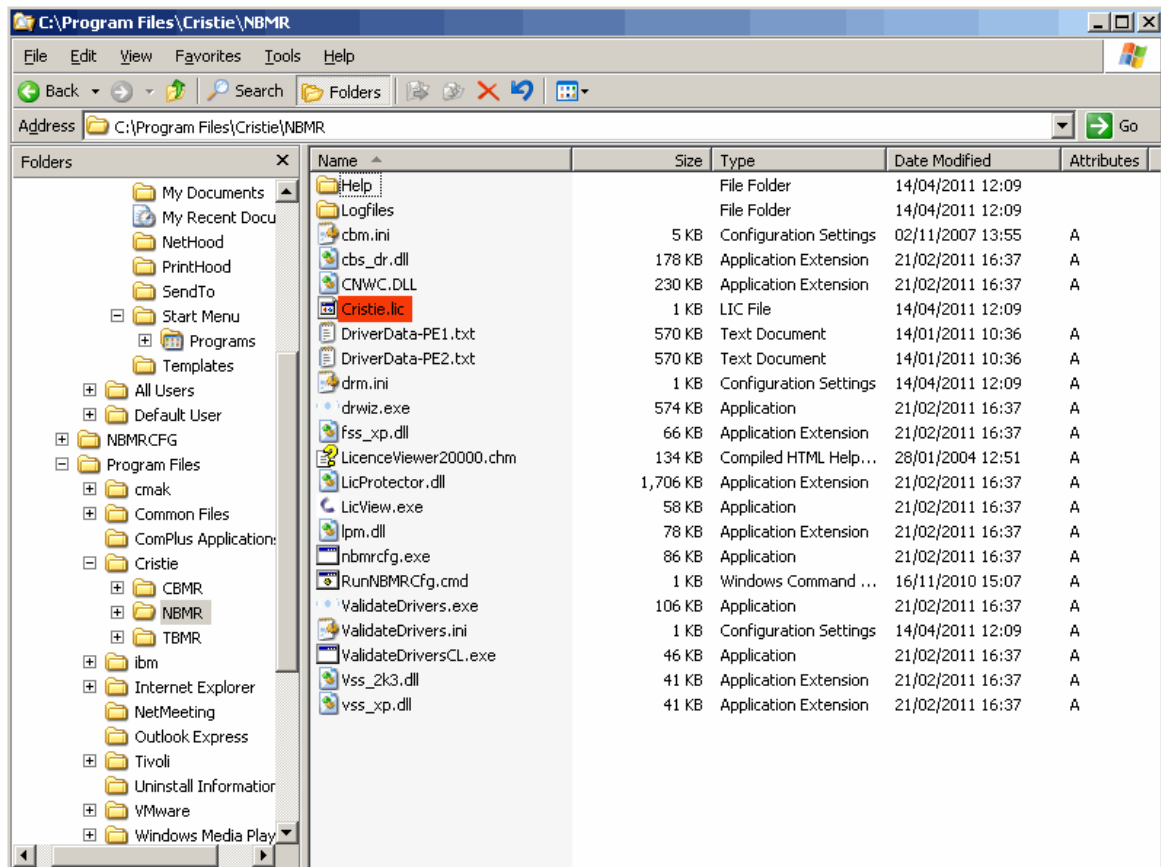 C:\Program Files\Cristie\NBMR
File Edit View Favorites Tools Help
Back Search Folders
Address C:\Program Files\Cristie\NBMR Go
Folders
My Documents
My Recent Docu
NetHood
PrintHood
SendTo
Start Menu
Programs
Templates
All Users
Default User
NBMRCFG
Program Files
cmak
Common Files
ComPlus Application:
Cristie
CBMR
NBMR
TBMR
ibm
Internet Explorer
NetMeeting
Outlook Express
Tivoli
Uninstall Information
VMware
Windows Media Play
Name Size Type Date Modified Attributes
Help File Folder 14/04/2011 12:09
Logfiles File Folder 14/04/2011 12:09
cbm.ini 5 KB Configuration Settings 02/11/2007 13:55 A
cbs_dr.dll 178 KB Application Extension 21/02/2011 16:37 A
CNWC.DLL 230 KB Application Extension 21/02/2011 16:37 A
Cristie.lic 1 KB LIC File 14/04/2011 12:09
DriverData-PE1.txt 570 KB Text Document 14/01/2011 10:36 A
DriverData-PE2.txt 570 KB Text Document 14/01/2011 10:36 A
drm.ini 1 KB Configuration Settings 14/04/2011 12:09 A
drwiz.exe 574 KB Application 21/02/2011 16:37 A
fss_xp.dll 66 KB Application Extension 21/02/2011 16:37 A
LicenceViewer20000.chm 134 KB Compiled HTML Help... 28/01/2004 12:51 A
LicProtector.dll 1,706 KB Application Extension 21/02/2011 16:37 A
LicView.exe 58 KB Application 21/02/2011 16:37 A
lpm.dll 78 KB Application Extension 21/02/2011 16:37 A
nbmrcfg.exe 86 KB Application 21/02/2011 16:37 A
RunNBMRCfg.cmd 1 KB Windows Command ... 16/11/2010 15:07 A
ValidateDrivers.exe 106 KB Application 21/02/2011 16:37 A
ValidateDrivers.ini 1 KB Configuration Settings 14/04/2011 12:09 A
ValidateDriversCL.exe 46 KB Application 21/02/2011 16:37 A
Vss_2k3.dll 41 KB Application Extension 21/02/2011 16:37 A
vss_xp.dll 41 KB Application Extension 21/02/2011 16:37 A